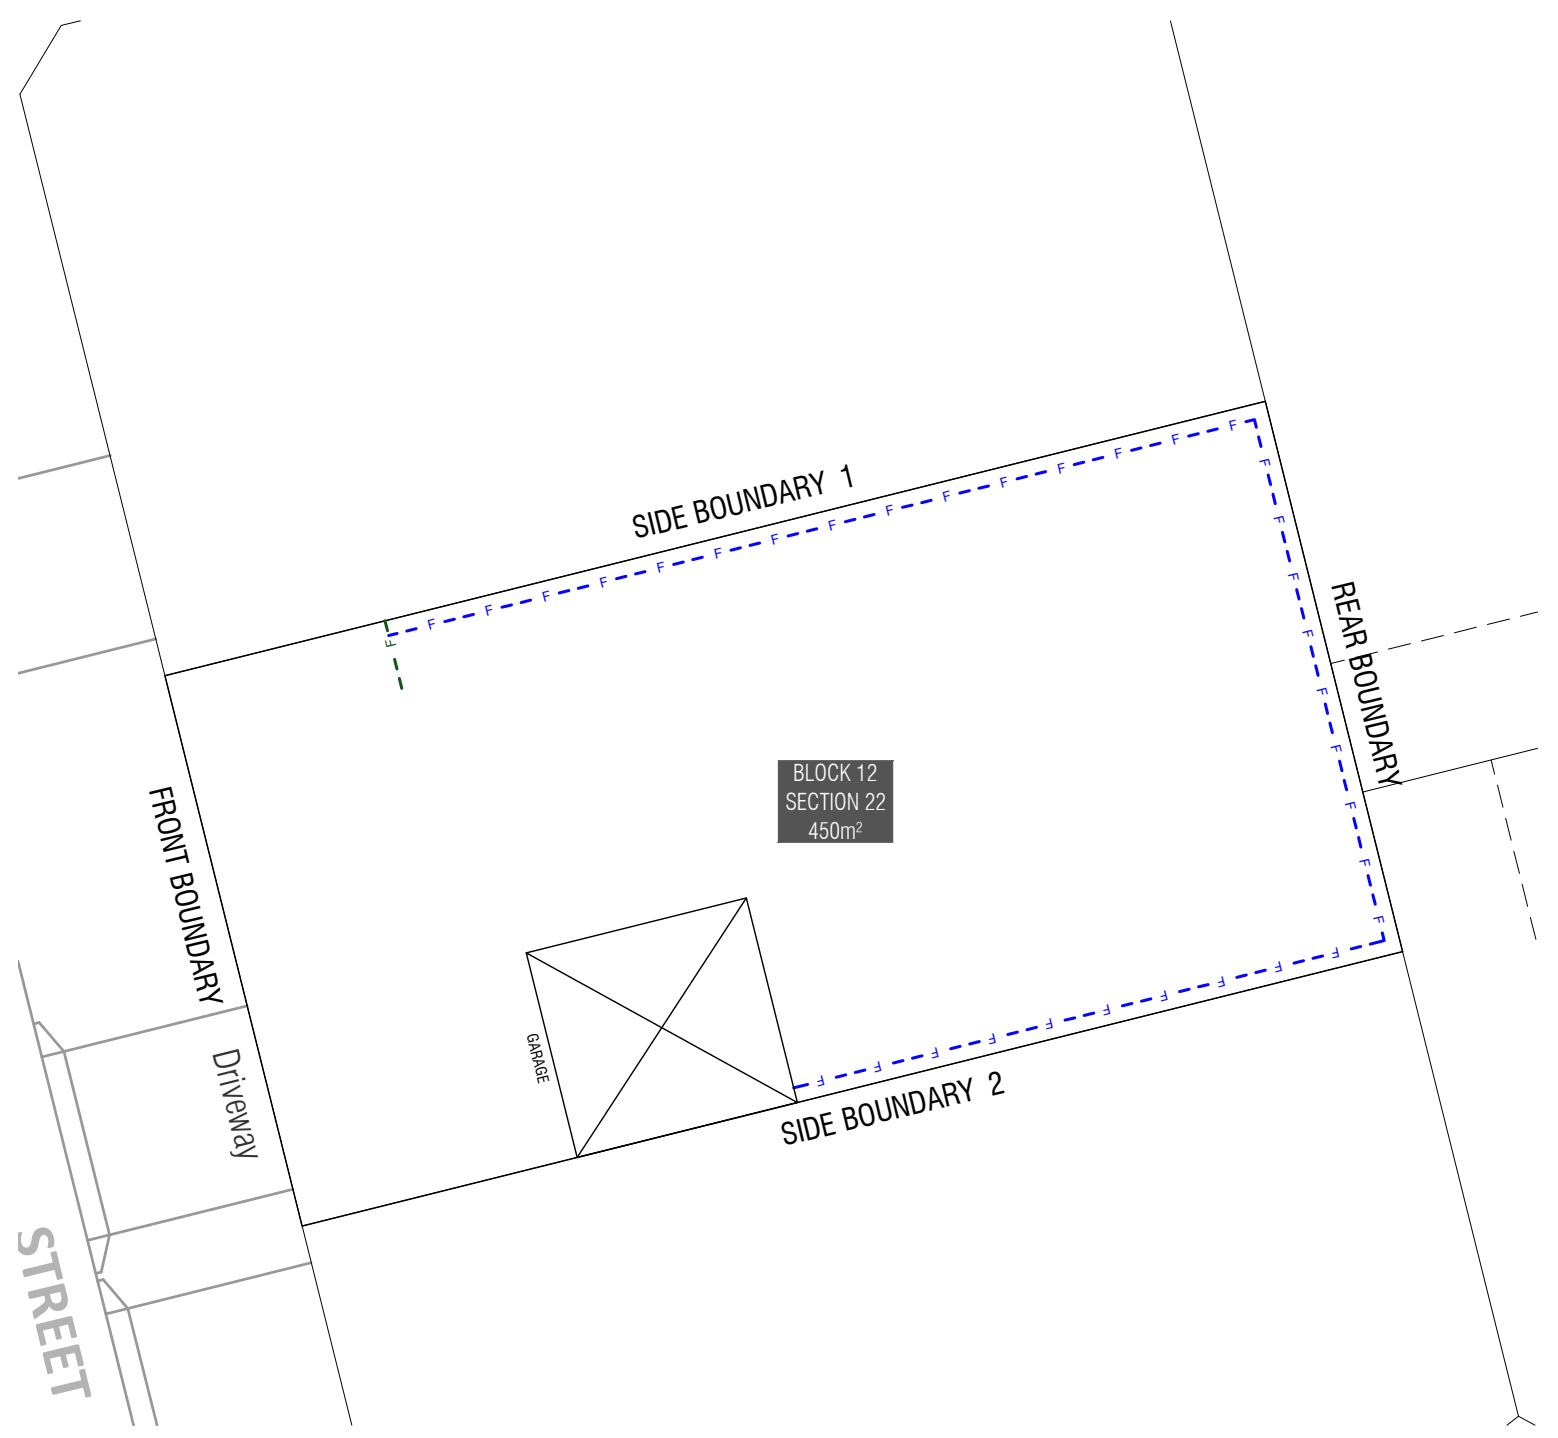 SIDE BOUNDARY 1
F F F F F F F F F F F F F F F
F
F F F F F F F F F
REAR BOUNDARY
BLOCK 12
SECTION 22
450m²
FRONT BOUNDARY
GARAGE
Driveway
F F F F F F F F F F
SIDE BOUNDARY 2
STREET